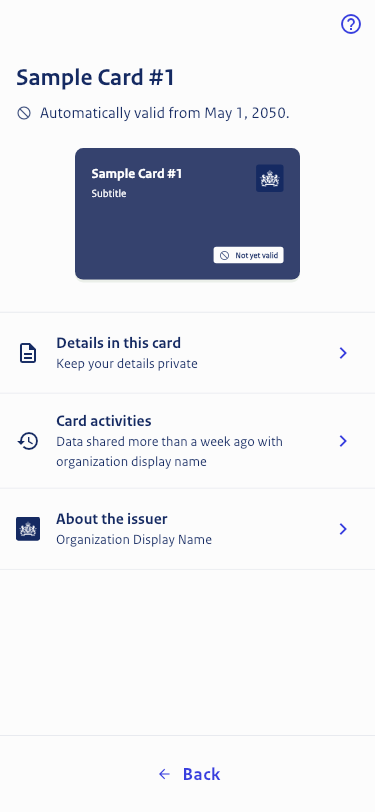 Sample Card #1
Automatically valid from May 1, 2050.
Sample Card #1
Subtitle
Not yet valid
Details in this card
Keep your details private
Card activities
Data shared more than a week ago with
organization display name
About the issuer
Organization Display Name
Back